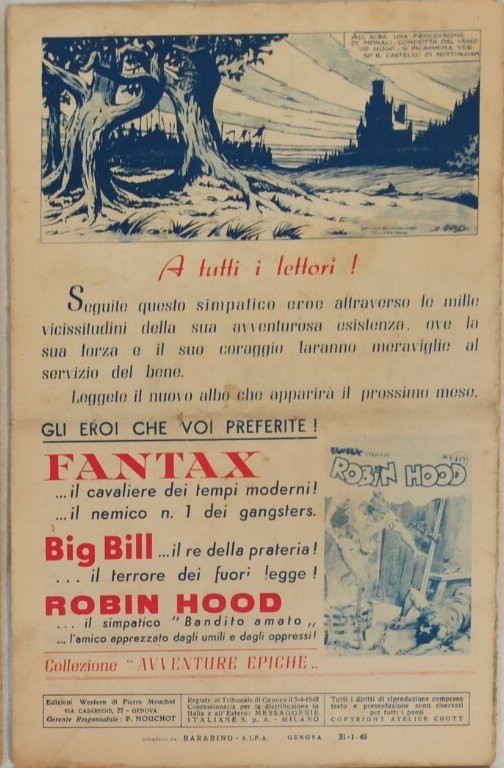 ALL'ALBA UNA PROCESSIONE
DI MONACI, CONDOTTA DAL VESCO
VO HUGO, SI INCAMMINA VER
SO IL CASTELLO DI NOTTINGHAM
A tutti i lettori !
Seguite questo simpatico eroe attraverso le mille
vicissitudini della sua avventurosa esistenza, ove la
sua forza e il suo coraggio faranno meraviglie al
servizio del bene.
Leggete il nuovo albo che apparirà il prossimo mese.
GLI EROI CHE VOI PREFERITE !
FANTAX
... il cavaliere dei tempi moderni!
... il nemico n. 1 dei gangsters.
Big Bill ... il re della prateria!
... il terrore dei fuori legge!
ROBIN HOOD
... il simpatico "Bandito amato „
... l'amico apprezzato dagli umili e dagli oppressi!
Collezione "AVVENTURE EPICHE „
FANTAX
ROBIN HOOD
Edizioni Western di Pierre Mouchot
VIA CASAREGIS, 27 - GENOVA
Gerente Responsabile: P. MOUCHOT
Registr. al Tribunale di Genova il 5-4-1948
Concessionaria per la distribuzione in
Italia e all'Estero: MESSAGGERIE
ITALIANE S. p. A. - MILANO
Tutti i diritti di riproduzione compreso
testo e presentazione sono riservati
per tutti i paesi
COPYRIGHT ATELIER CHOTT
STAMPATO DA BARABINO - A.I.P.A. GENOVA 31-1-49